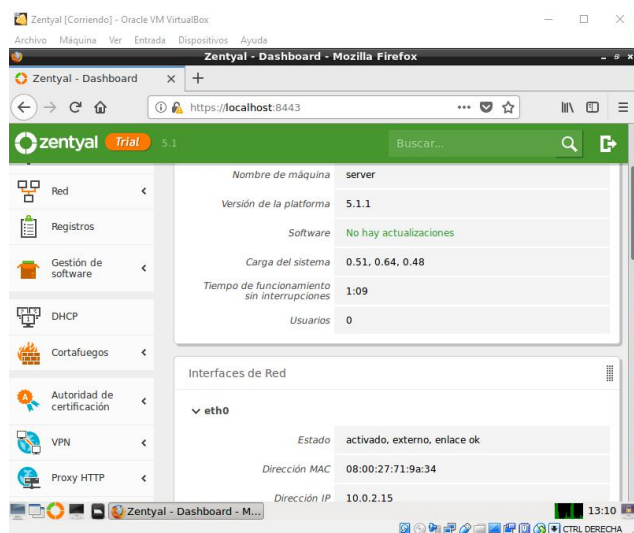 Zentyal [Corriendo] - Oracle VM VirtualBox
Archivo Máquina Ver Entrada Dispositivos Ayuda
Zentyal - Dashboard - Mozilla Firefox
Zentyal - Dashboard
https://localhost:8443
zentyal Trial 5.1 Buscar...
Nombre de máquina server
Red
Versión de la plataforma 5.1.1
Registros
Software No hay actualizaciones
Gestión de
software
Carga del sistema 0.51, 0.64, 0.48
Tiempo de funcionamiento
sin interrupciones 1:09
DHCP
Usuarios 0
Cortafuegos
Interfaces de Red
Autoridad de
certificación
eth0
VPN
Estado activado, externo, enlace ok
Dirección MAC 08:00:27:71:9a:34
Proxy HTTP
Dirección IP 10.0.2.15
Zentyal - Dashboard - M...
13:10
CTRL DERECHA